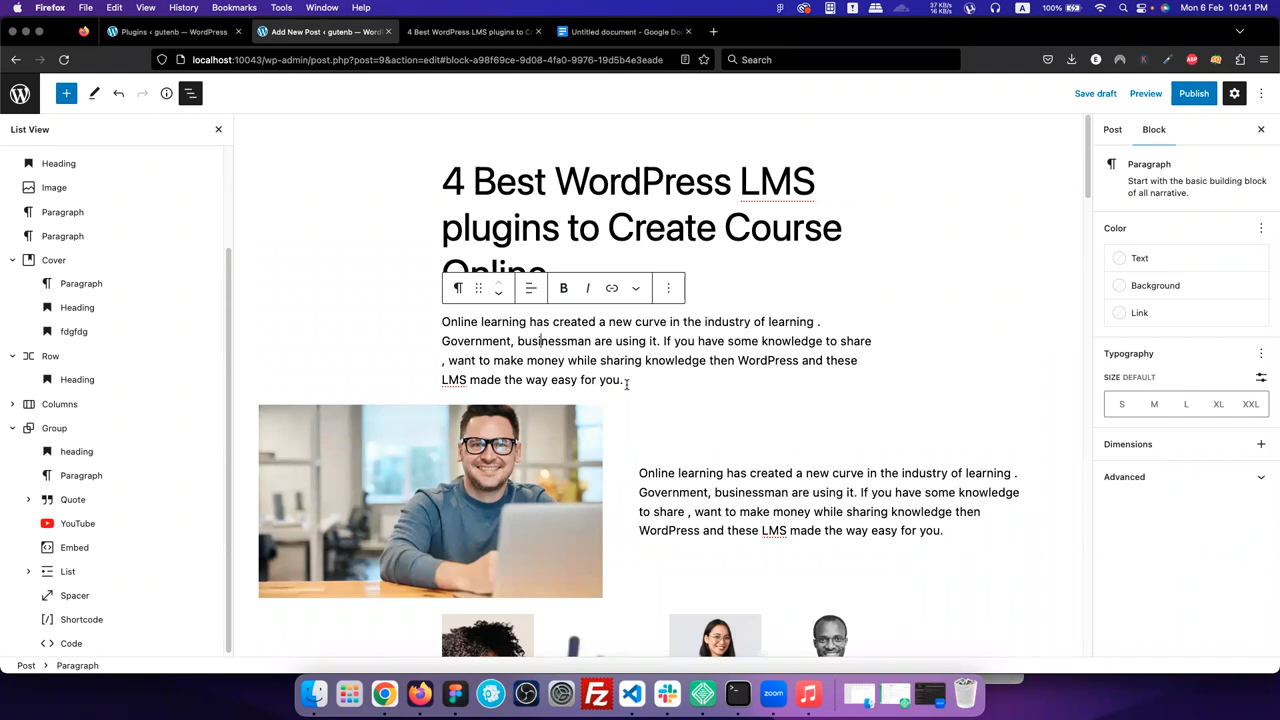 Firefox File Edit View History Bookmarks Tools Window Help 37 KB/s 0 KB/s A 100% Mon 6 Feb 10:41 PM
Plugins ‹ gutenb — WordPress
Add New Post ‹ gutenb — Word
4 Best WordPress LMS plugins to C
Untitled document - Google Do
localhost:10043/wp-admin/post.php?post=9&action=edit#block-a98f69ce-9d08-4fa0-9976-19d5b4e3eade
Search
Save draft Preview Publish
List View
Heading
Image
Paragraph
Paragraph
Cover
Paragraph
Heading
fdgfdg
Row
Heading
Columns
Group
heading
Paragraph
Quote
YouTube
Embed
List
Spacer
Shortcode
Code
4 Best WordPress LMS
plugins to Create Course
Online
B I
Online learning has created a new curve in the industry of learning .
Government, businessman are using it. If you have some knowledge to share
, want to make money while sharing knowledge then WordPress and these
LMS made the way easy for you.
Online learning has created a new curve in the industry of learning .
Government, businessman are using it. If you have some knowledge
to share , want to make money while sharing knowledge then
WordPress and these LMS made the way easy for you.
Post Block
Paragraph
Start with the basic building block
of all narrative.
Color
Text
Background
Link
Typography
SIZE DEFAULT
S M L XL XXL
Dimensions
Advanced
Post › Paragraph
zoom